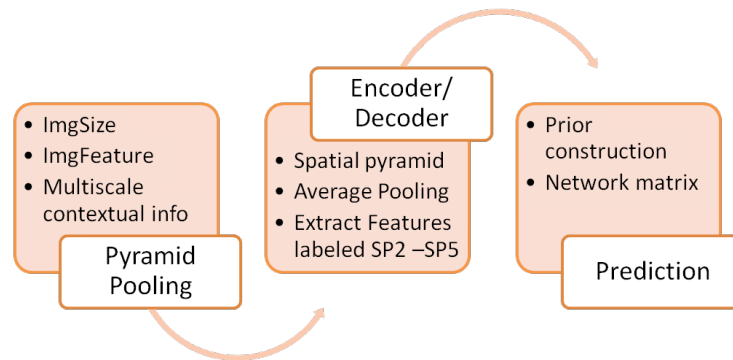 • ImgSize
• ImgFeature
• Multiscale
contextual info
Pyramid
Pooling
Encoder/
Decoder
• Spatial pyramid
• Average Pooling
• Extract Features
labeled SP2 –SP5
• Prior
construction
• Network matrix
Prediction